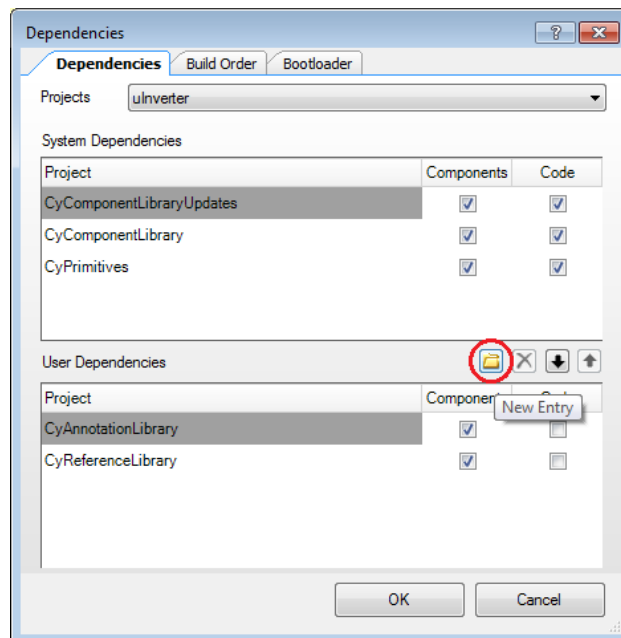 Dependencies
Dependencies Build Order Bootloader
Projects uInverter
System Dependencies
Project Components Code
CyComponentLibraryUpdates
CyComponentLibrary
CyPrimitives
User Dependencies
Project
New Entry
CyAnnotationLibrary
CyReferenceLibrary
OK Cancel